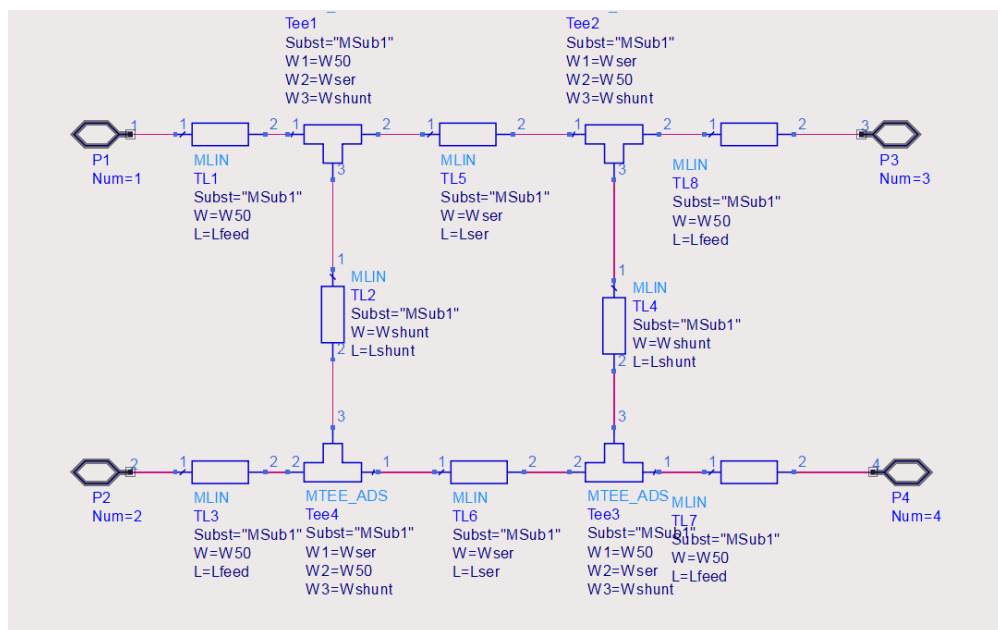 Tee1
Subst="MSub1"
W1=W50
W2=Wser
W3=Wshunt
Tee2
Subst="MSub1"
W1=Wser
W2=W50
W3=Wshunt
1 1 2 1 2 1 2 1 2 1 2 3
3 3
P1
Num=1
MLIN
TL1
Subst="MSub1"
W=W50
L=Lfeed
MLIN
TL5
Subst="MSub1"
W=Wser
L=Lser
MLIN
TL8
Subst="MSub1"
W=W50
L=Lfeed
P3
Num=3
1
MLIN
TL2
Subst="MSub1"
W=Wshunt
L=Lshunt
2
1
MLIN
TL4
Subst="MSub1"
W=Wshunt
L=Lshunt
2
3 3
2 1 2 2 1 1 2 2 1 1 2 4
P2
Num=2
MLIN
TL3
Subst="MSub1"
W=W50
L=Lfeed
MTEE_ADS
Tee4
Subst="MSub1"
W1=Wser
W2=W50
W3=Wshunt
MLIN
TL6
Subst="MSub1"
W=Wser
L=Lser
MTEE_ADS
Tee3
Subst="MSub1"
W1=W50
W2=Wser
W3=Wshunt
MLIN
TL7
Subst="MSub1"
W=W50
L=Lfeed
P4
Num=4